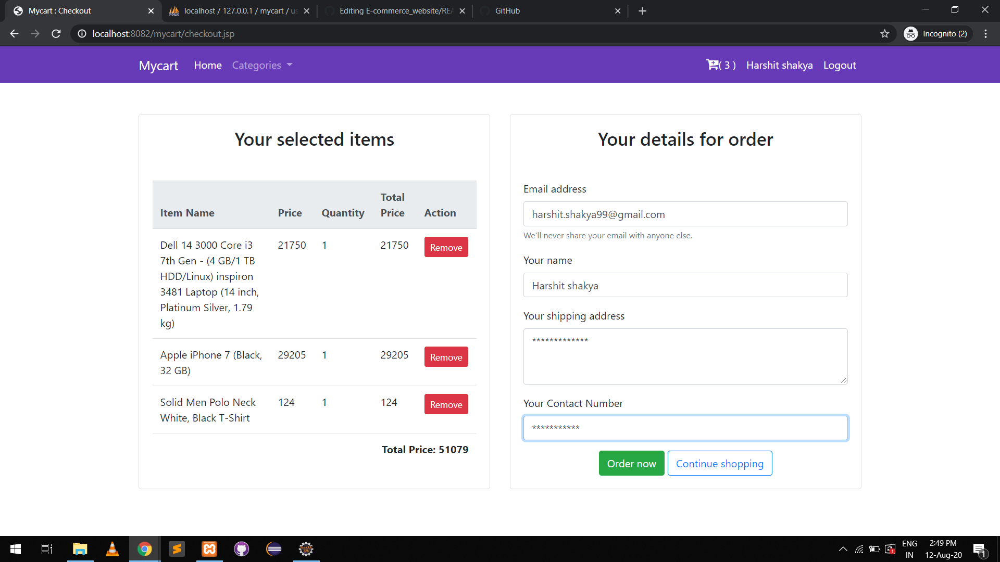 Mycart : Checkout
localhost / 127.0.0.1 / mycart / us
Editing E-commerce_website/REA
GitHub
localhost:8082/mycart/checkout.jsp
Incognito (2)
Mycart
Home
Categories
( 3 )
Harshit shakya
Logout
Your selected items
Item Name
Price
Quantity
Total
Price
Action
Dell 14 3000 Core i3
7th Gen - (4 GB/1 TB
HDD/Linux) inspiron
3481 Laptop (14 inch,
Platinum Silver, 1.79
kg)
21750
1
21750
Remove
Apple iPhone 7 (Black,
32 GB)
29205
1
29205
Remove
Solid Men Polo Neck
White, Black T-Shirt
124
1
124
Remove
Total Price: 51079
Your details for order
Email address
harshit.shakya99@gmail.com
We'll never share your email with anyone else.
Your name
Harshit shakya
Your shipping address
*************
Your Contact Number
***********
Order now
Continue shopping
ENG
IN
2:49 PM
12-Aug-20
1